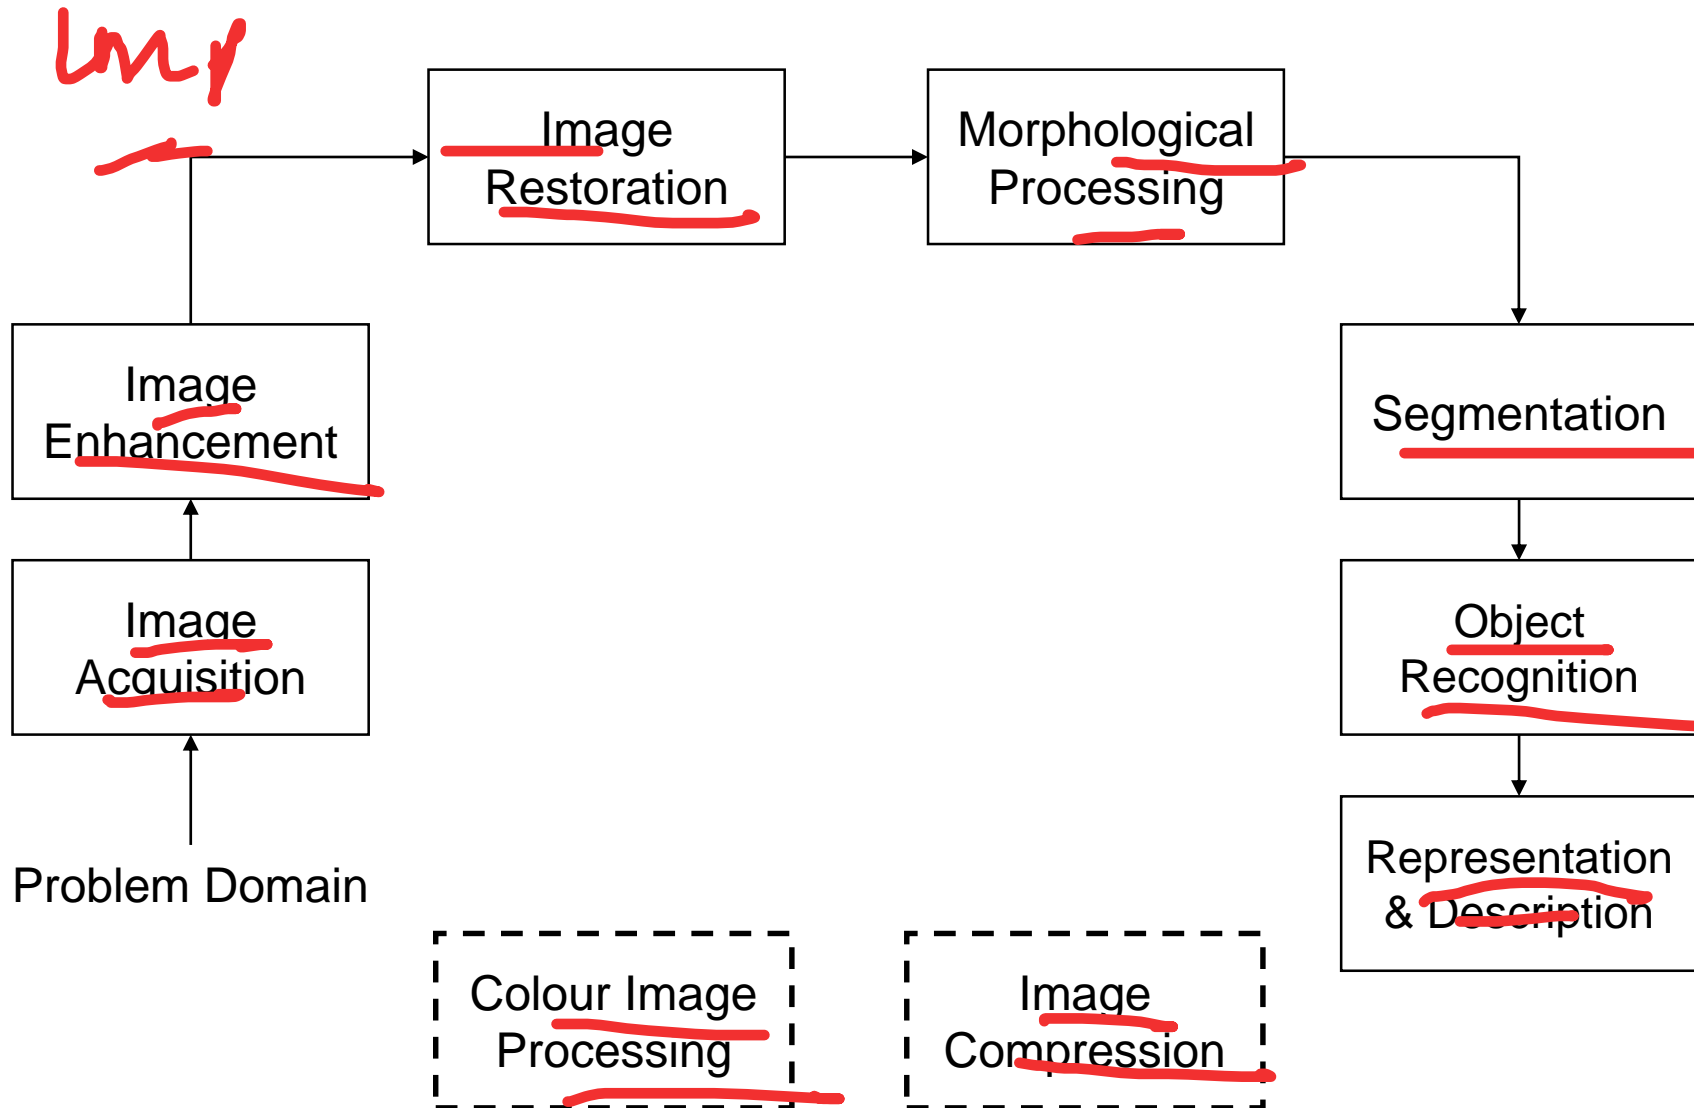 Imp
Image
Restoration
Morphological
Processing
Image
Enhancement
Segmentation
Image
Acquisition
Object
Recognition
Problem Domain
Representation
& Description
Colour Image
Processing
Image
Compression